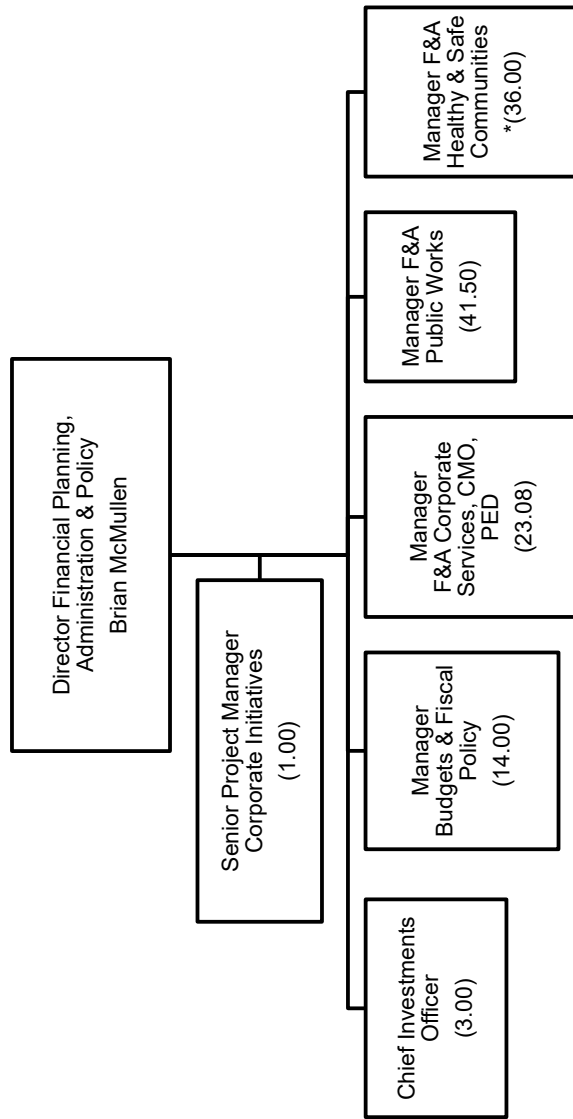 Director Financial Planning,
Administration & Policy
Brian McMullen
Senior Project Manager
Corporate Initiatives
(1.00)
Chief Investments
Officer
(3.00)
Manager
Budgets & Fiscal
Policy
(14.00)
Manager
F&A Corporate
Services, CMO,
PED
(23.08)
Manager F&A
Public Works
(41.50)
Manager F&A
Healthy & Safe
Communities
*(36.00)